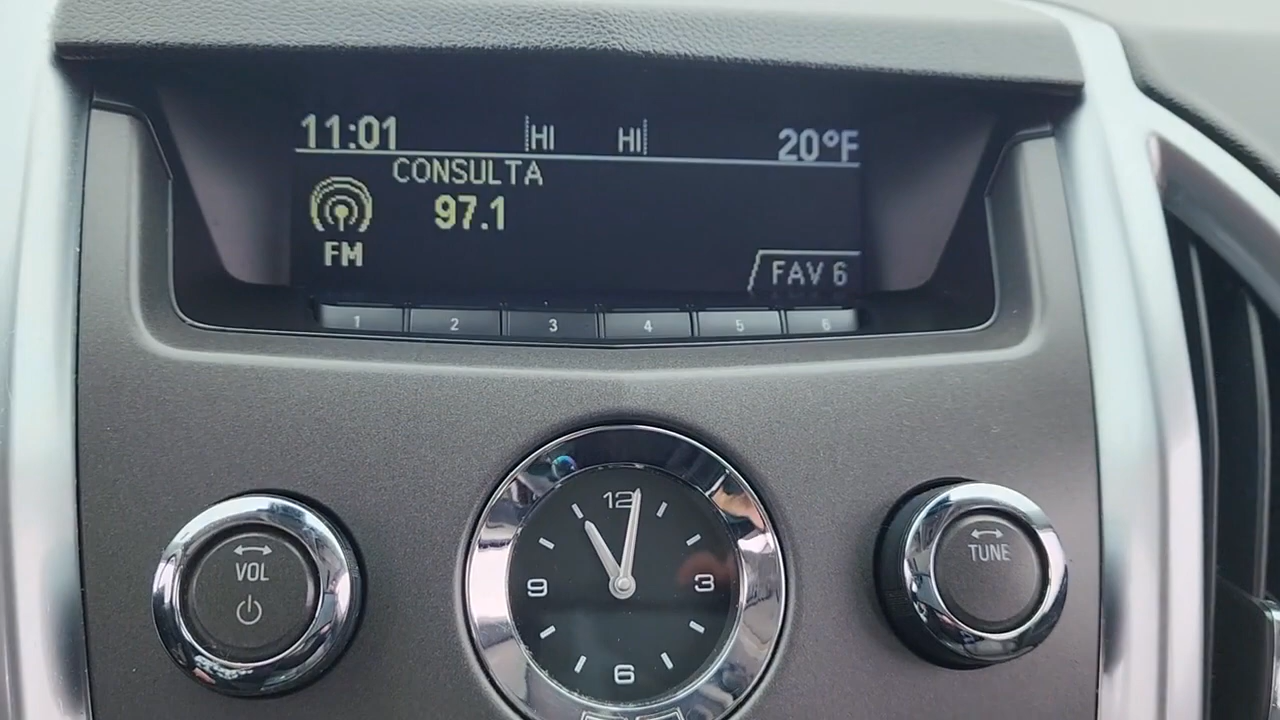 11:01 HI HI 20°F
CONSULTA
97.1
FM
FAV 6
1 2 3 4 5 6
12
9 3
6
VOL
TUNE